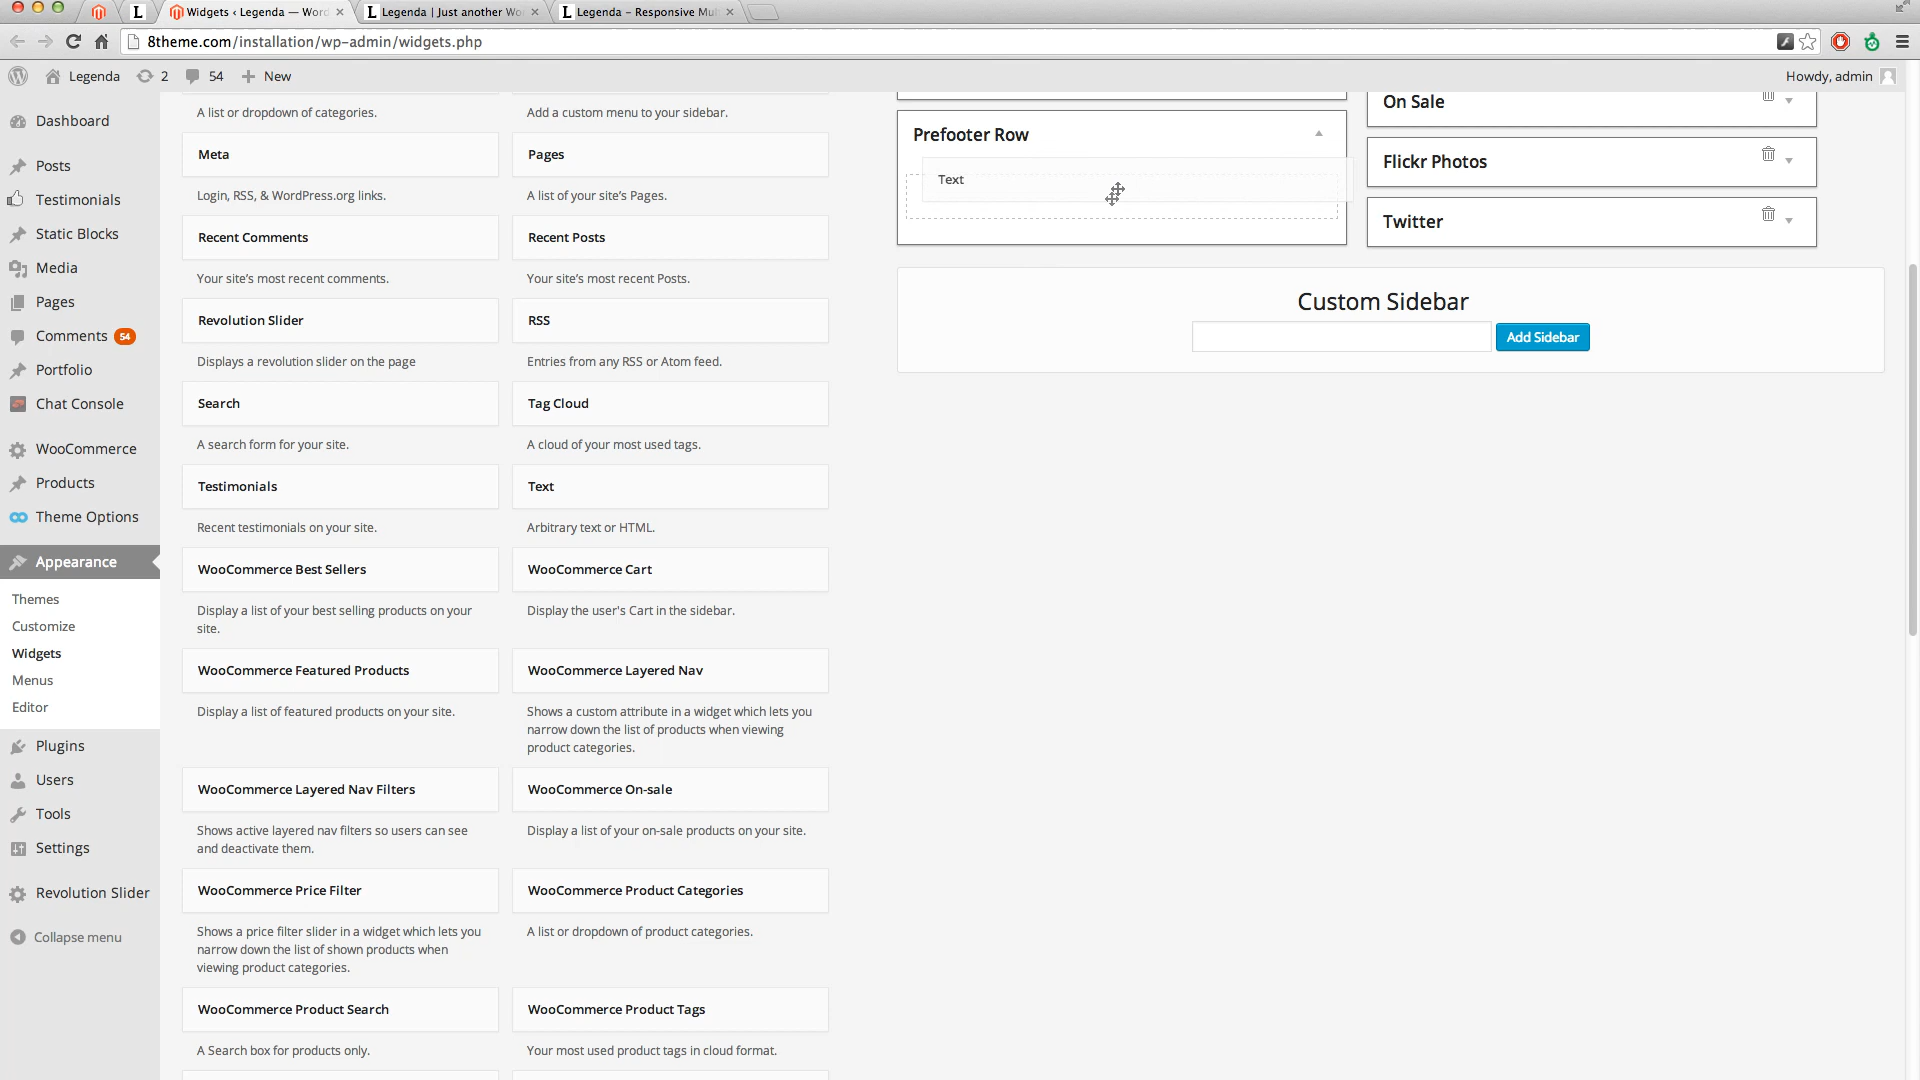 Widgets ‹ Legenda — Wor
Legenda | Just another Wo
Legenda – Responsive Mul
8theme.com/installation/wp-admin/widgets.php
Legenda
2
54
New
Howdy, admin
Dashboard
Posts
Testimonials
Static Blocks
Media
Pages
Comments 54
Portfolio
Chat Console
WooCommerce
Products
Theme Options
Appearance
Themes
Customize
Widgets
Menus
Editor
Plugins
Users
Tools
Settings
Revolution Slider
Collapse menu
A list or dropdown of categories.
Add a custom menu to your sidebar.
Meta
Pages
Login, RSS, & WordPress.org links.
A list of your site's Pages.
Recent Comments
Recent Posts
Your site's most recent comments.
Your site's most recent Posts.
Revolution Slider
RSS
Displays a revolution slider on the page
Entries from any RSS or Atom feed.
Search
Tag Cloud
A search form for your site.
A cloud of your most used tags.
Testimonials
Text
Recent testimonials on your site.
Arbitrary text or HTML.
WooCommerce Best Sellers
WooCommerce Cart
Display a list of your best selling products on your
site.
Display the user's Cart in the sidebar.
WooCommerce Featured Products
WooCommerce Layered Nav
Display a list of featured products on your site.
Shows a custom attribute in a widget which lets you
narrow down the list of products when viewing
product categories.
WooCommerce Layered Nav Filters
WooCommerce On-sale
Shows active layered nav filters so users can see
and deactivate them.
Display a list of your on-sale products on your site.
WooCommerce Price Filter
WooCommerce Product Categories
Shows a price filter slider in a widget which lets you
narrow down the list of shown products when
viewing product categories.
A list or dropdown of product categories.
WooCommerce Product Search
WooCommerce Product Tags
A Search box for products only.
Your most used product tags in cloud format.
Prefooter Row
Text
On Sale
Flickr Photos
Twitter
Custom Sidebar
Add Sidebar